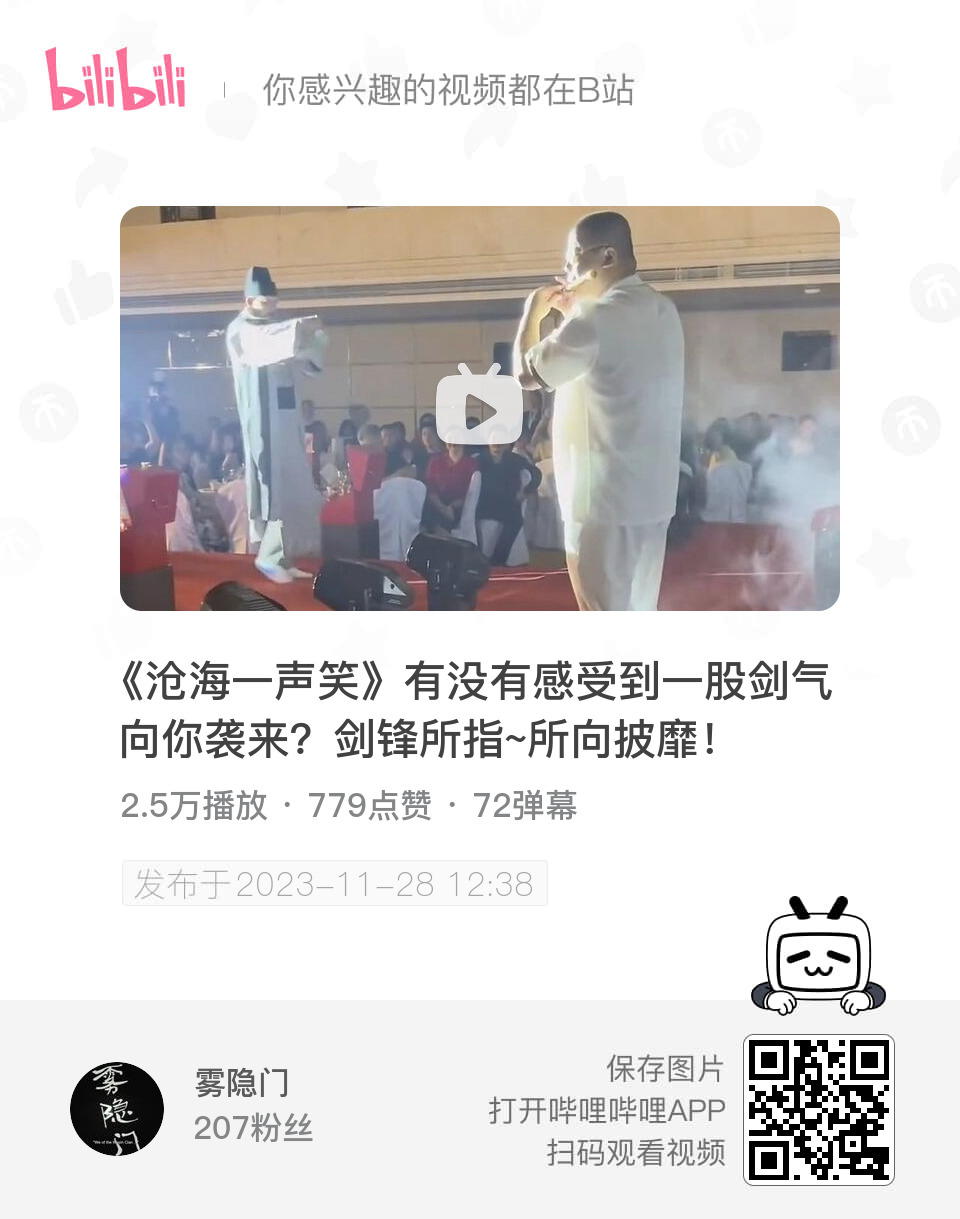 bilibili
你感兴趣的视频都在B站
《沧海一声笑》有没有感受到一股剑气
向你袭来？剑锋所指~所向披靡！
2.5万播放 · 779点赞 · 72弹幕
发布于2023-11-28 12:38
雾隐门
雾隐门
207粉丝
保存图片
打开哔哩哔哩APP
扫码观看视频